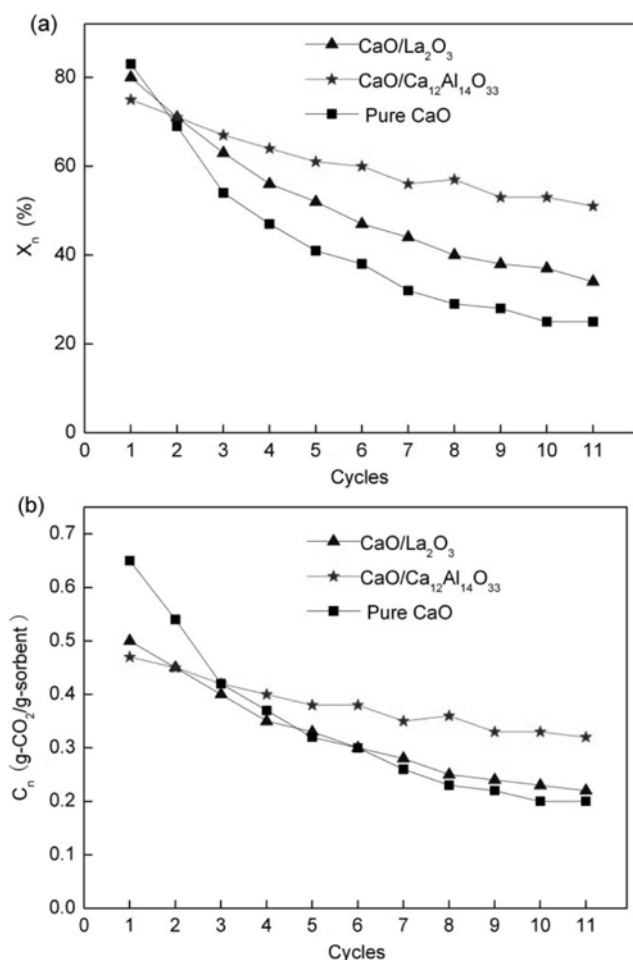 (a)
CaO/La₂O₃
CaO/Ca₁₂Al₁₄O₃₃
Pure CaO
80
60
40
20
0
Xₙ (%)
0 1 2 3 4 5 6 7 8 9 10 11
Cycles
(b)
CaO/La₂O₃
CaO/Ca₁₂Al₁₄O₃₃
Pure CaO
0.7
0.6
0.5
0.4
0.3
0.2
0.1
0.0
Cₙ (g-CO₂/g-sorbent)
0 1 2 3 4 5 6 7 8 9 10 11
Cycles